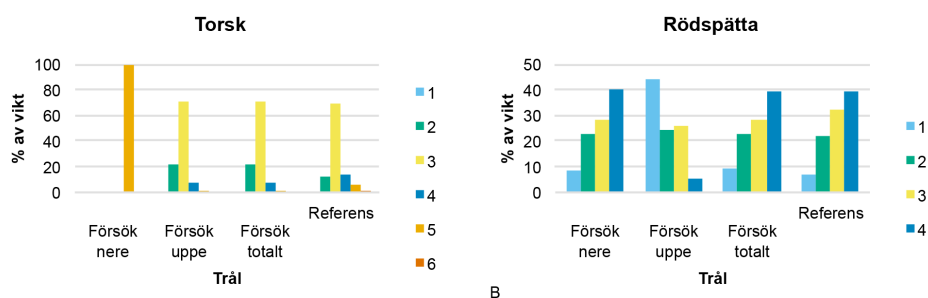 Torsk
% av vikt
100
80
60
40
20
0
Försök nere
Försök uppe
Försök totalt
Referens
Trål
1
2
3
4
5
6
Rödspätta
% av vikt
50
40
30
20
10
0
Försök nere
Försök uppe
Försök totalt
Referens
Trål
1
2
3
4
B